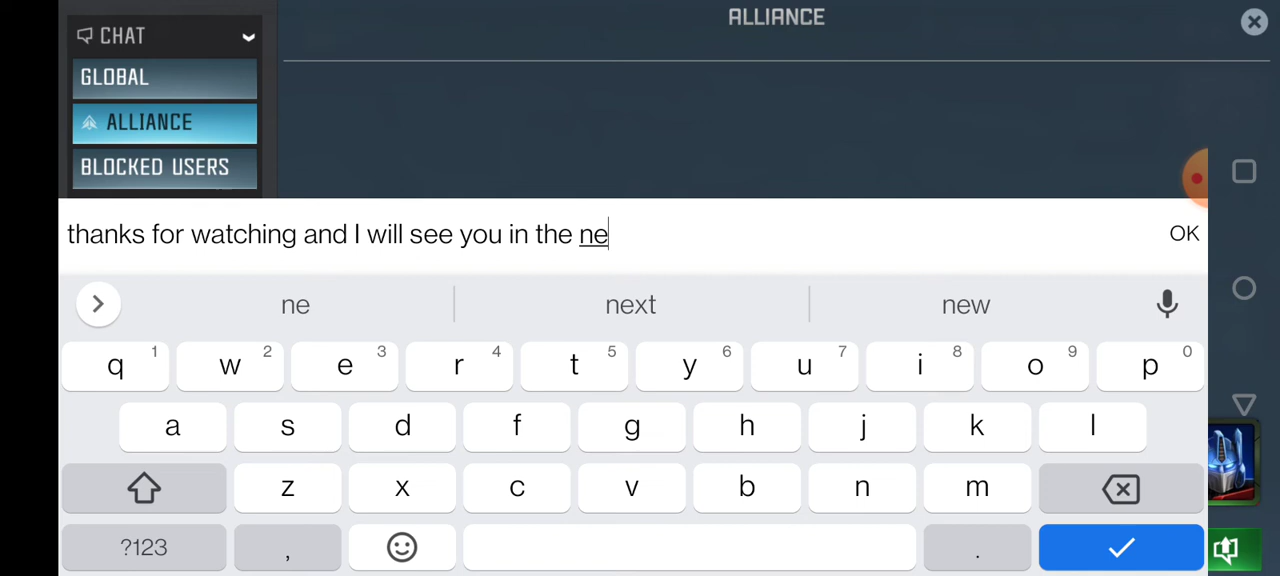 ALLIANCE
CHAT
GLOBAL
ALLIANCE
BLOCKED USERS
thanks for watching and I will see you in the ne
OK
ne next new
q 1 w 2 e 3 r 4 t 5 y 6 u 7 i 8 o 9 p 0
a s d f g h j k l
z x c v b n m
?123 , .